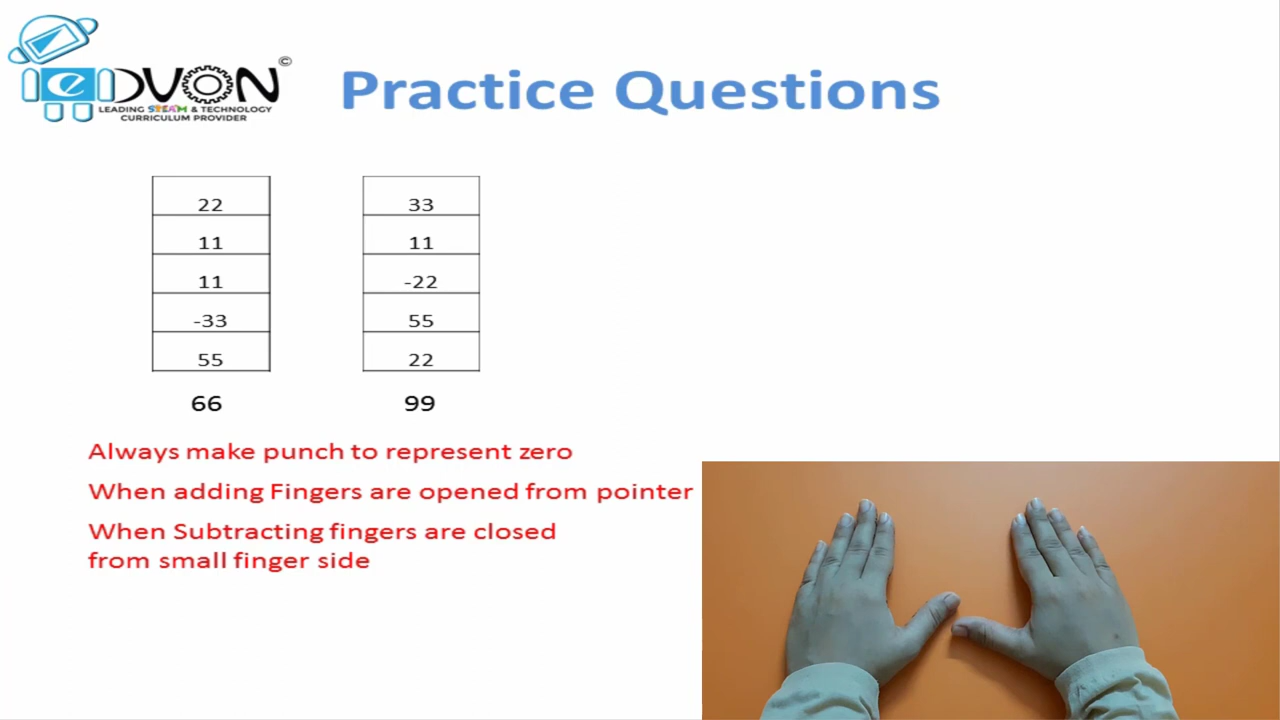 eDVON©
LEADING STEAM & TECHNOLOGY
CURRICULUM PROVIDER
Practice Questions
22
11
11
-33
55
66
33
11
-22
55
22
99
Always make punch to represent zero
When adding Fingers are opened from pointer
When Subtracting fingers are closed
from small finger side